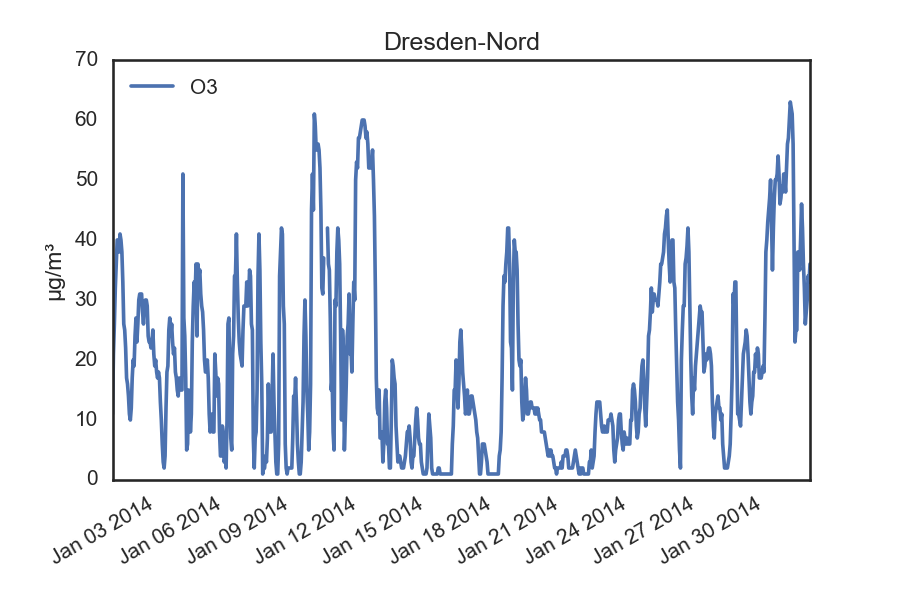 Dresden-Nord
70
60
50
40
30
20
10
0
µg/m³
O3
Jan 03 2014
Jan 06 2014
Jan 09 2014
Jan 12 2014
Jan 15 2014
Jan 18 2014
Jan 21 2014
Jan 24 2014
Jan 27 2014
Jan 30 2014